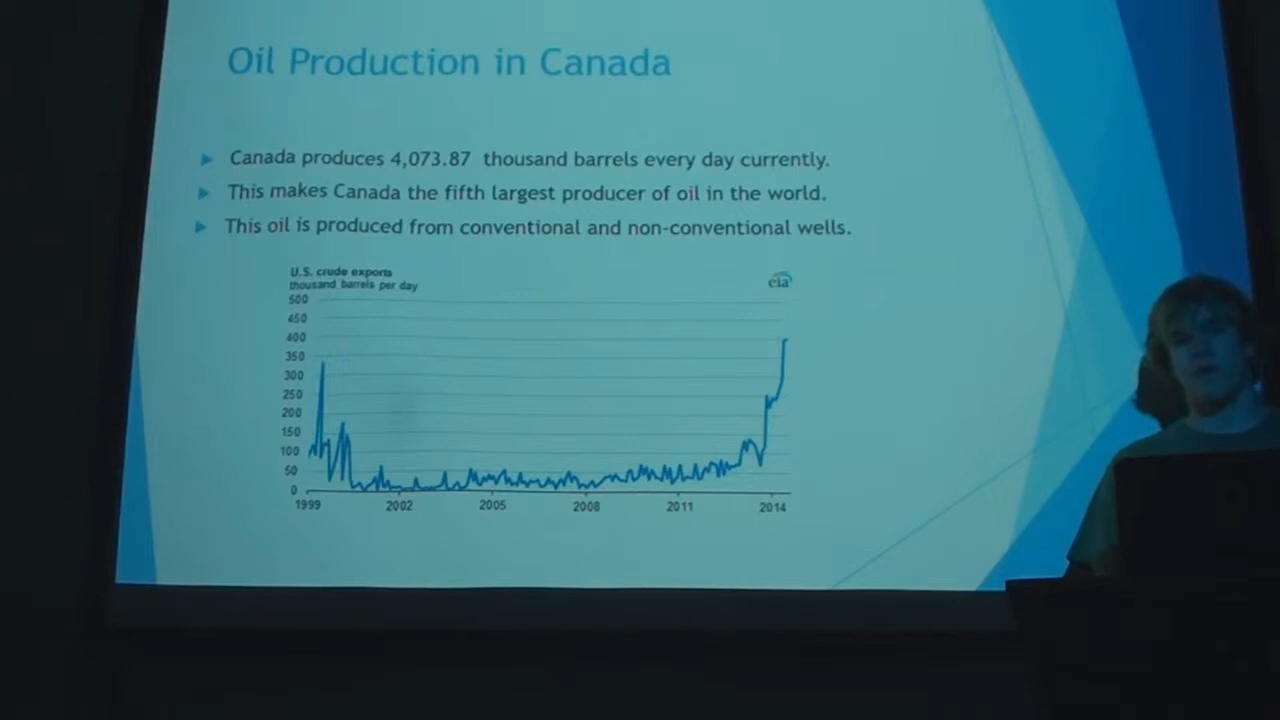 Oil Production in Canada
Canada produces 4,073.87 thousand barrels every day currently.
This makes Canada the fifth largest producer of oil in the world.
This oil is produced from conventional and non-conventional wells.
U.S. crude exports
thousand barrels per day
eia
500
450
400
350
300
250
200
150
100
50
0
1999 2002 2005 2008 2011 2014